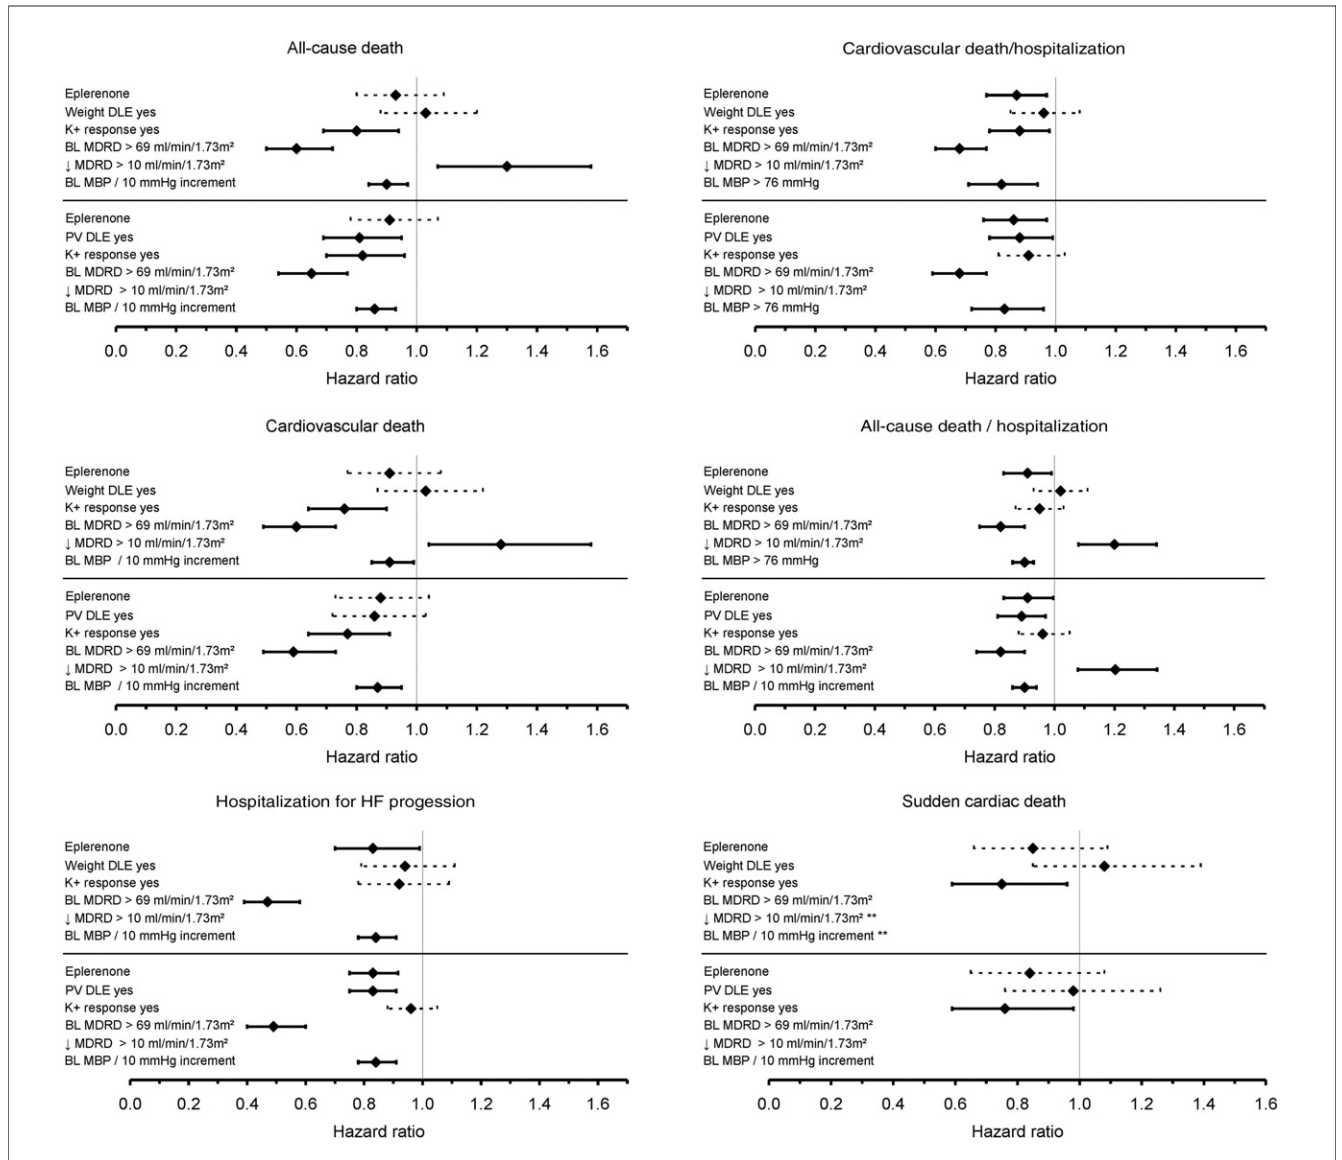 All-cause death
Eplerenone
Weight DLE yes
K+ response yes
BL MDRD > 69 ml/min/1.73m²
↓ MDRD > 10 ml/min/1.73m²
BL MBP / 10 mmHg increment
Eplerenone
PV DLE yes
K+ response yes
BL MDRD > 69 ml/min/1.73m²
↓ MDRD > 10 ml/min/1.73m²
BL MBP / 10 mmHg increment
0.0 0.2 0.4 0.6 0.8 1.0 1.2 1.4 1.6
Hazard ratio
Cardiovascular death/hospitalization
Eplerenone
Weight DLE yes
K+ response yes
BL MDRD > 69 ml/min/1.73m²
↓ MDRD > 10 ml/min/1.73m²
BL MBP > 76 mmHg
Eplerenone
PV DLE yes
K+ response yes
BL MDRD > 69 ml/min/1.73m²
↓ MDRD > 10 ml/min/1.73m²
BL MBP > 76 mmHg
0.0 0.2 0.4 0.6 0.8 1.0 1.2 1.4 1.6
Hazard ratio
Cardiovascular death
Eplerenone
Weight DLE yes
K+ response yes
BL MDRD > 69 ml/min/1.73m²
↓ MDRD > 10 ml/min/1.73m²
BL MBP / 10 mmHg increment
Eplerenone
PV DLE yes
K+ response yes
BL MDRD > 69 ml/min/1.73m²
↓ MDRD > 10 ml/min/1.73m²
BL MBP / 10 mmHg increment
0.0 0.2 0.4 0.6 0.8 1.0 1.2 1.4 1.6
Hazard ratio
All-cause death / hospitalization
Eplerenone
Weight DLE yes
K+ response yes
BL MDRD > 69 ml/min/1.73m²
↓ MDRD > 10 ml/min/1.73m²
BL MBP > 76 mmHg
Eplerenone
PV DLE yes
K+ response yes
BL MDRD > 69 ml/min/1.73m²
↓ MDRD > 10 ml/min/1.73m²
BL MBP / 10 mmHg increment
0.0 0.2 0.4 0.6 0.8 1.0 1.2 1.4 1.6
Hazard ratio
Hospitalization for HF progession
Eplerenone
Weight DLE yes
K+ response yes
BL MDRD > 69 ml/min/1.73m²
↓ MDRD > 10 ml/min/1.73m²
BL MBP / 10 mmHg increment
Eplerenone
PV DLE yes
K+ response yes
BL MDRD > 69 ml/min/1.73m²
↓ MDRD > 10 ml/min/1.73m²
BL MBP / 10 mmHg increment
0.0 0.2 0.4 0.6 0.8 1.0 1.2 1.4 1.6
Hazard ratio
Sudden cardiac death
Eplerenone
Weight DLE yes
K+ response yes
BL MDRD > 69 ml/min/1.73m²
↓ MDRD > 10 ml/min/1.73m² **
BL MBP / 10 mmHg increment **
Eplerenone
PV DLE yes
K+ response yes
BL MDRD > 69 ml/min/1.73m²
↓ MDRD > 10 ml/min/1.73m²
BL MBP / 10 mmHg increment
0.0 0.2 0.4 0.6 0.8 1.0 1.2 1.4 1.6
Hazard ratio